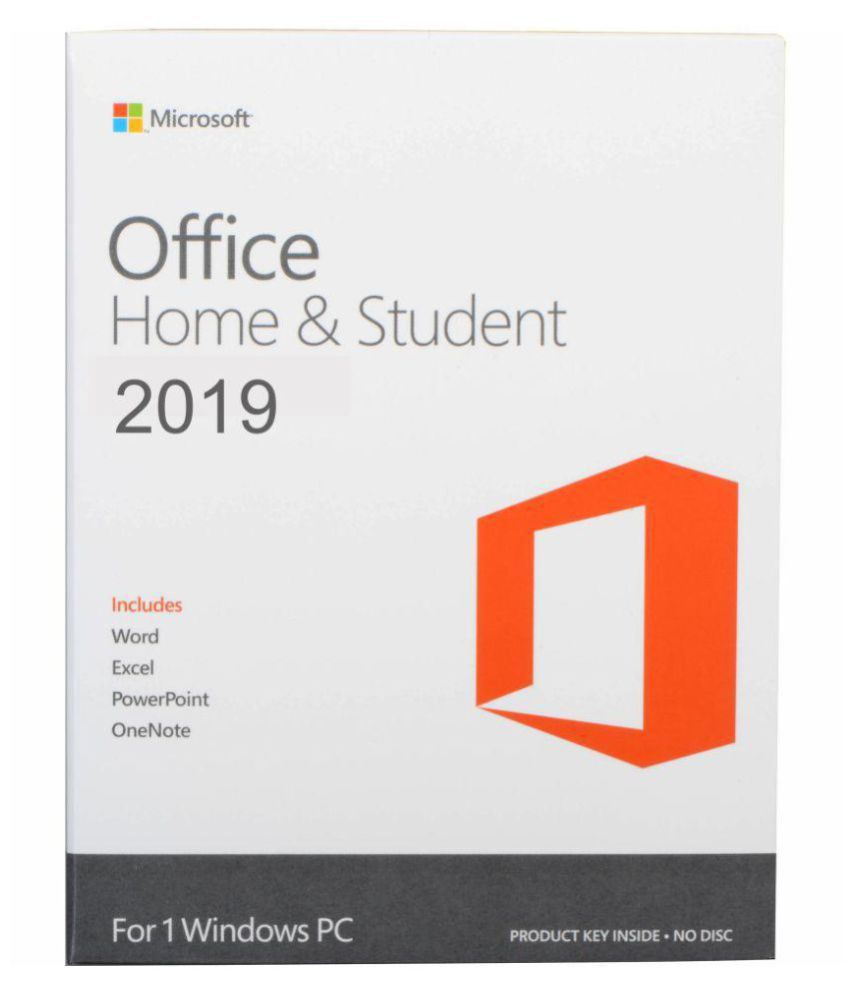 Microsoft
Office
Home & Student
2019
Includes
Word
Excel
PowerPoint
OneNote
For 1 Windows PC
PRODUCT KEY INSIDE • NO DISC